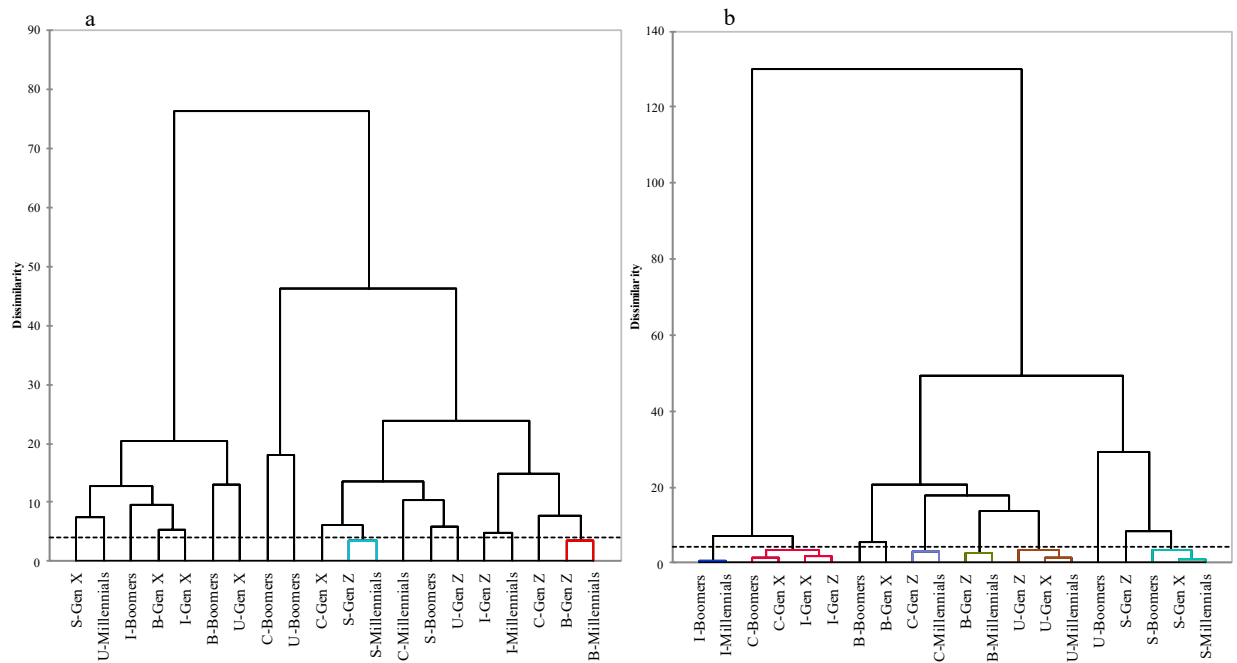 a
90
80
70
60
50
40
30
20
10
0
Dissimilarity
S-Gen X
U-Millennials
I-Boomers
B-Gen X
I-Gen X
B-Boomers
U-Gen X
C-Boomers
U-Boomers
C-Gen X
S-Gen Z
S-Millennials
C-Millennials
S-Boomers
U-Gen Z
I-Gen Z
I-Millennials
C-Gen Z
B-Gen Z
B-Millennials
b
140
120
100
80
60
40
20
0
Dissimilarity
I-Boomers
I-Millennials
C-Boomers
C-Gen X
I-Gen X
I-Gen Z
B-Boomers
B-Gen X
C-Gen Z
C-Millennials
B-Gen Z
B-Millennials
U-Gen Z
U-Gen X
U-Millennials
U-Boomers
S-Gen Z
S-Boomers
S-Gen X
S-Millennials